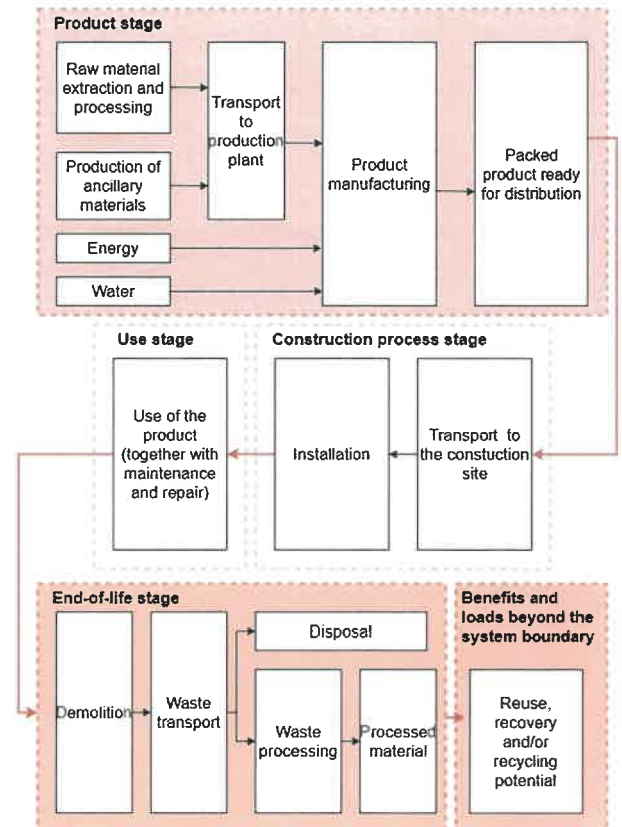 Product stage
Raw material
extraction and
processing
Transport
to
production
plant
Production of
ancillary
materials
Product
manufacturing
Packed
product ready
for distribution
Energy
Water
Use stage
Construction process stage
Use of the
product
(together with
maintenance
and repair)
Installation
Transport to
the constuction
site
End-of-life stage
Benefits and
loads beyond the
system boundary
Disposal
Demolition
Waste
transport
Waste
processing
Processed
material
Reuse,
recovery
and/or
recycling
potential